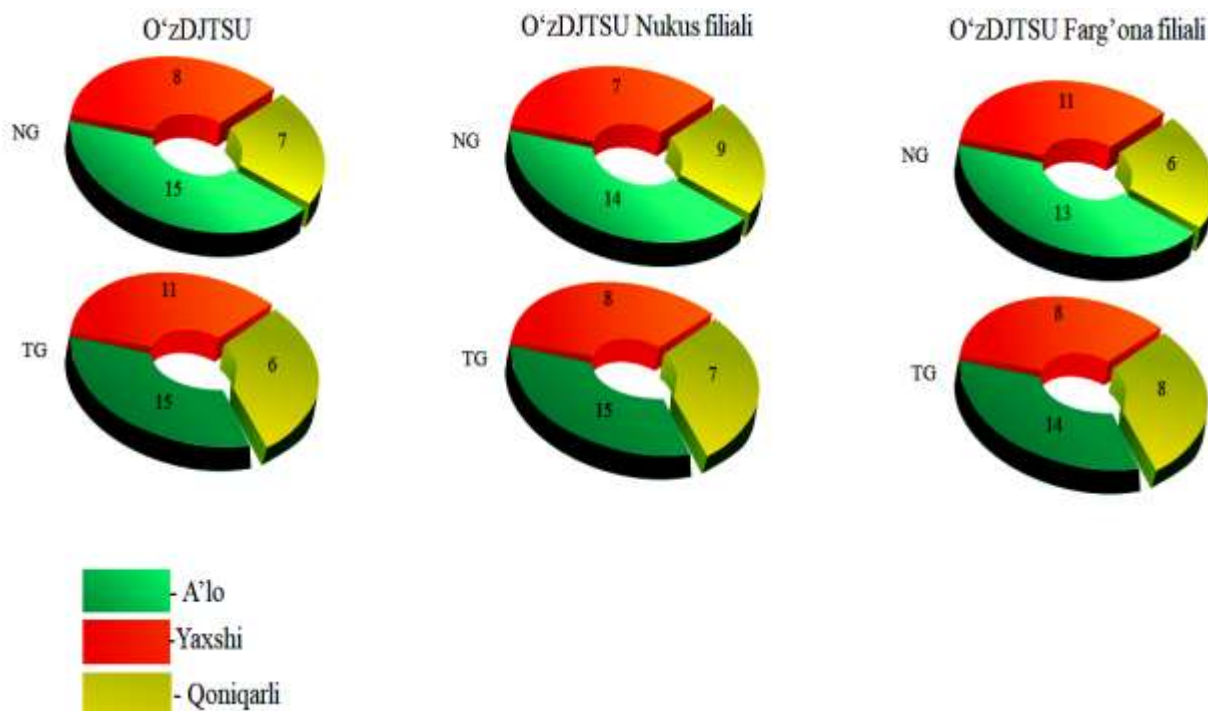 O‘zDJTSU
O‘zDJTSU Nukus filiali
O‘zDJTSU Farg’ona filiali
NG
8
7
15
NG
7
9
14
NG
11
6
13
TG
11
6
15
TG
8
7
15
TG
8
8
14
- A’lo
-Yaxshi
- Qoniqarli